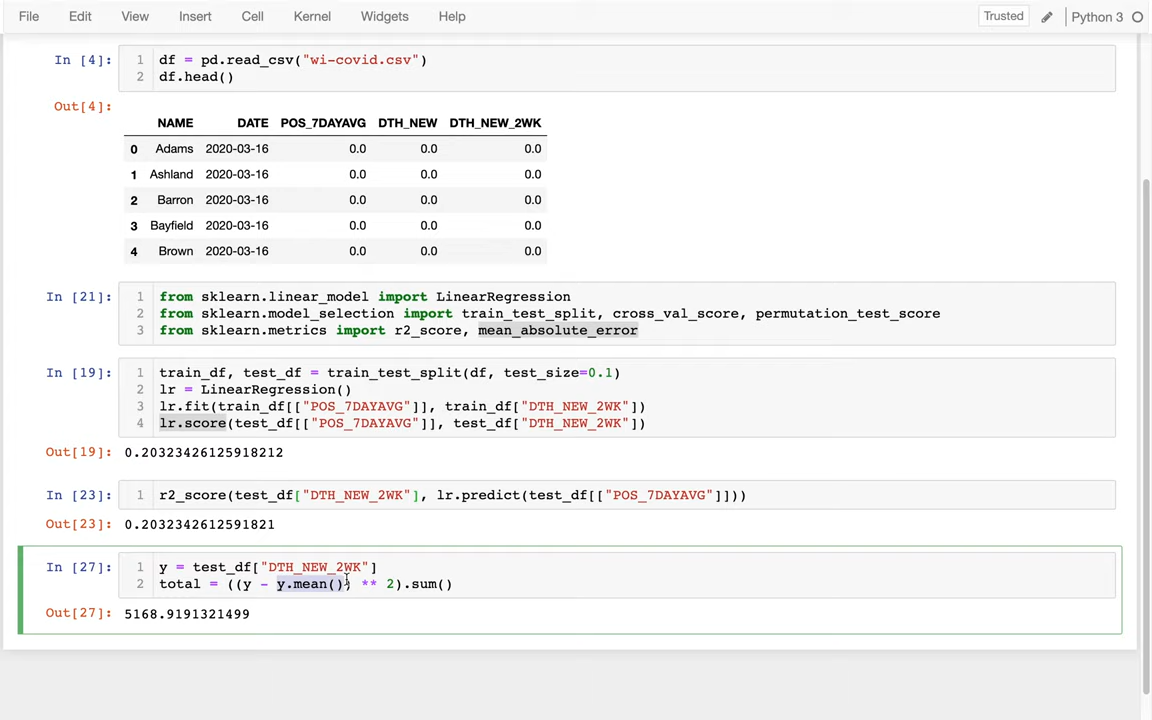 File Edit View Insert Cell Kernel Widgets Help Trusted Python 3
In [4]: 1 df = pd.read_csv("wi-covid.csv")
2 df.head()
Out[4]:
NAME DATE POS_7DAYAVG DTH_NEW DTH_NEW_2WK
0 Adams 2020-03-16 0.0 0.0 0.0
1 Ashland 2020-03-16 0.0 0.0 0.0
2 Barron 2020-03-16 0.0 0.0 0.0
3 Bayfield 2020-03-16 0.0 0.0 0.0
4 Brown 2020-03-16 0.0 0.0 0.0
In [21]: 1 from sklearn.linear_model import LinearRegression
2 from sklearn.model_selection import train_test_split, cross_val_score, permutation_test_score
3 from sklearn.metrics import r2_score, mean_absolute_error
In [19]: 1 train_df, test_df = train_test_split(df, test_size=0.1)
2 lr = LinearRegression()
3 lr.fit(train_df[["POS_7DAYAVG"]], train_df["DTH_NEW_2WK"])
4 lr.score(test_df[["POS_7DAYAVG"]], test_df["DTH_NEW_2WK"])
Out[19]: 0.20323426125918212
In [23]: 1 r2_score(test_df["DTH_NEW_2WK"], lr.predict(test_df[["POS_7DAYAVG"]]))
Out[23]: 0.2032342612591821
In [27]: 1 y = test_df["DTH_NEW_2WK"]
2 total = ((y - y.mean()) ** 2).sum()
Out[27]: 5168.9191321499